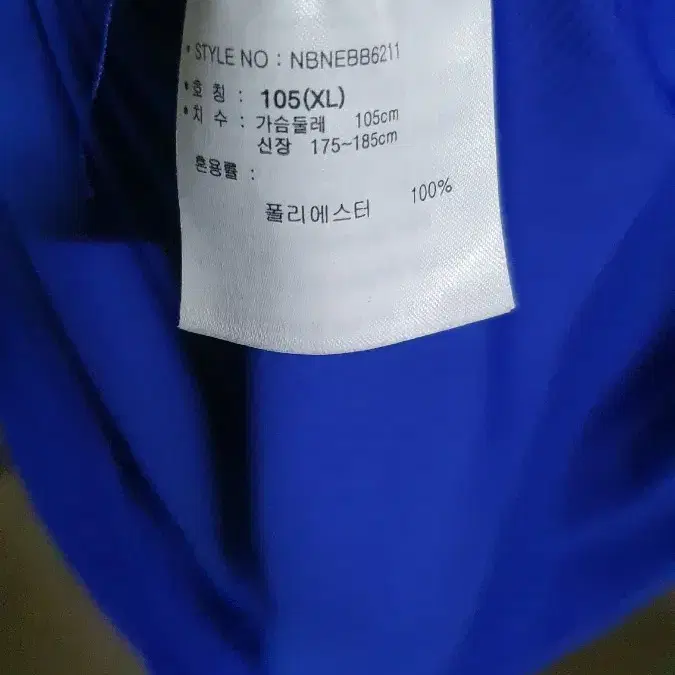 • STYLE NO : NBNEBB6211
• 호 칭 : 105(XL)
• 치 수 : 가슴둘레 105cm
신장 175~185cm
혼용률 :
폴리에스터 100%